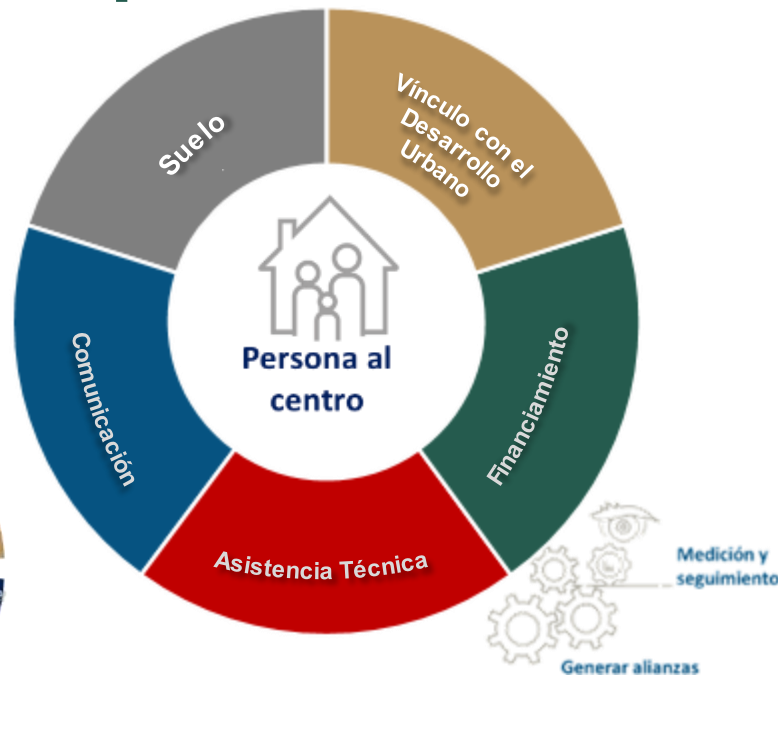 Suelo
Vínculo con el
Desarrollo
Urbano
Persona al
centro
Comunicación
Financiamiento
Asistencia Técnica
Medición y
seguimiento
Generar alianzas